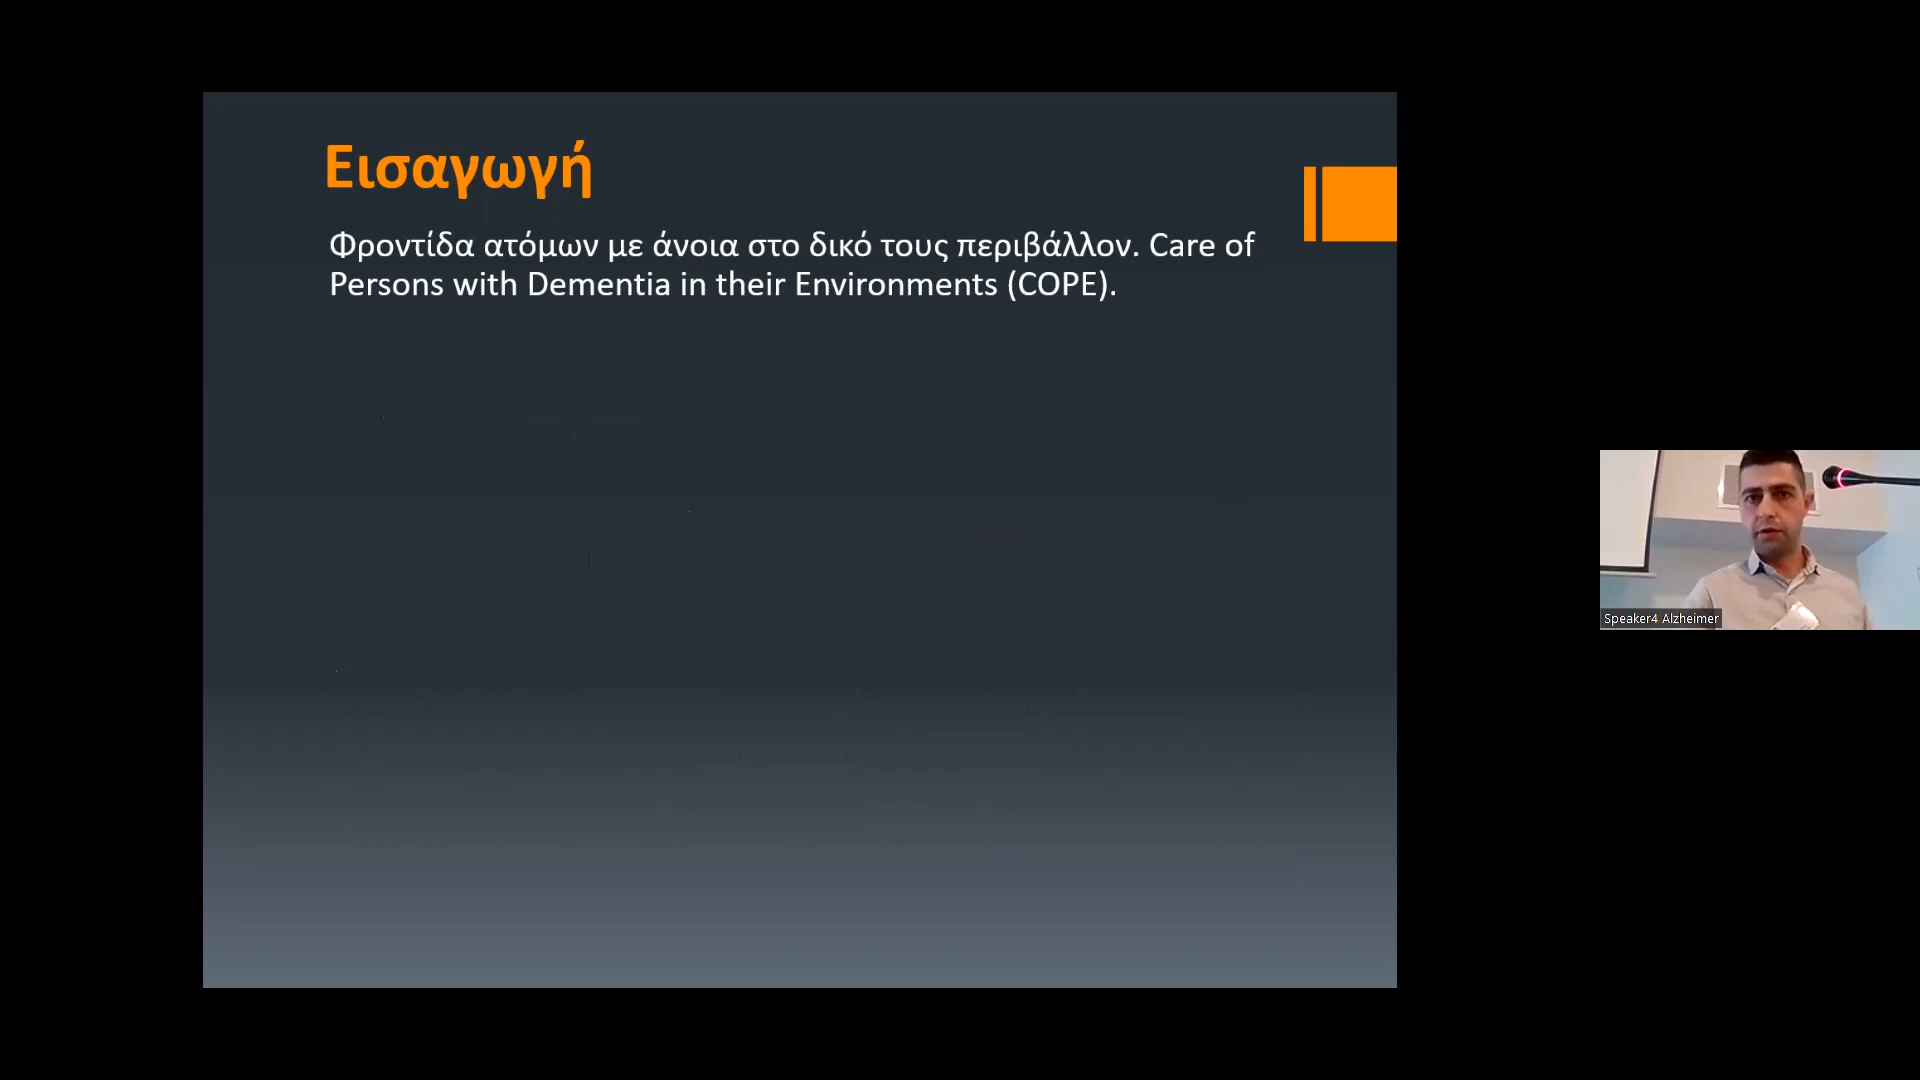 Εισαγωγή
Φροντίδα ατόμων με άνοια στο δικό τους περιβάλλον. Care of
Persons with Dementia in their Environments (COPE).
Speaker4 Alzheimer